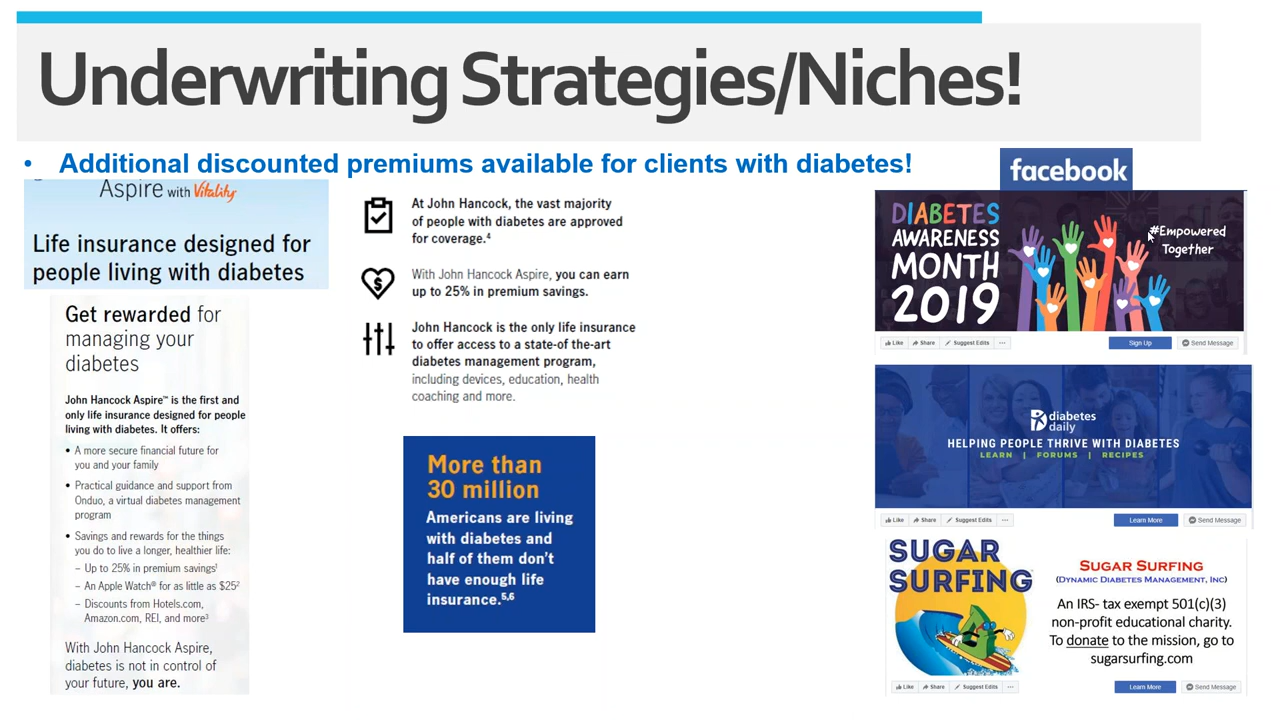 Underwriting Strategies/Niches!
• Additional discounted premiums available for clients with diabetes!
Aspire with Vitality
Life insurance designed for
people living with diabetes
Get rewarded for
managing your
diabetes
John Hancock Aspire™ is the first and
only life insurance designed for people
living with diabetes. It offers:
• A more secure financial future for
you and your family
• Practical guidance and support from
Onduo, a virtual diabetes management
program
• Savings and rewards for the things
you do to live a longer, healthier life:
– Up to 25% in premium savings¹
– An Apple Watch® for as little as $25²
– Discounts from Hotels.com,
Amazon.com, REI, and more³
With John Hancock Aspire,
diabetes is not in control of
your future, you are.
At John Hancock, the vast majority
of people with diabetes are approved
for coverage.⁴
With John Hancock Aspire, you can earn
up to 25% in premium savings.
John Hancock is the only life insurance
to offer access to a state-of the-art
diabetes management program,
including devices, education, health
coaching and more.
More than
30 million
Americans are living
with diabetes and
half of them don't
have enough life
insurance.⁵,⁶
facebook
DIABETES
AWARENESS
MONTH
2019
#Empowered
Together
Like Share Suggest Edits ... Sign Up Send Message
diabetes
daily
HELPING PEOPLE THRIVE WITH DIABETES
LEARN | FORUMS | RECIPES
Like Share Suggest Edits ... Learn More Send Message
SUGAR
SURFING™
SUGAR SURFING
(DYNAMIC DIABETES MANAGEMENT, INC)
An IRS- tax exempt 501(c)(3)
non-profit educational charity.
To donate to the mission, go to
sugarsurfing.com
Like Share Suggest Edits ... Learn More Send Message